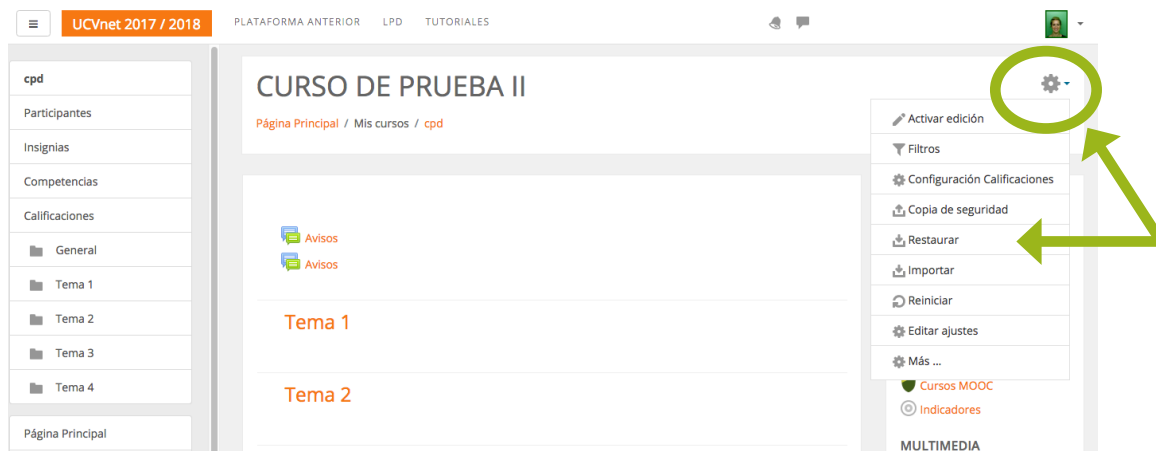 UCVnet 2017 / 2018
PLATAFORMA ANTERIOR LPD TUTORIALES
cpd
Participantes
Insignias
Competencias
Calificaciones
General
Tema 1
Tema 2
Tema 3
Tema 4
Página Principal
CURSO DE PRUEBA II
Página Principal / Mis cursos / cpd
Avisos
Avisos
Tema 1
Tema 2
Activar edición
Filtros
Configuración Calificaciones
Copia de seguridad
Restaurar
Importar
Reiniciar
Editar ajustes
Más ...
Cursos MOOC
Indicadores
MULTIMEDIA